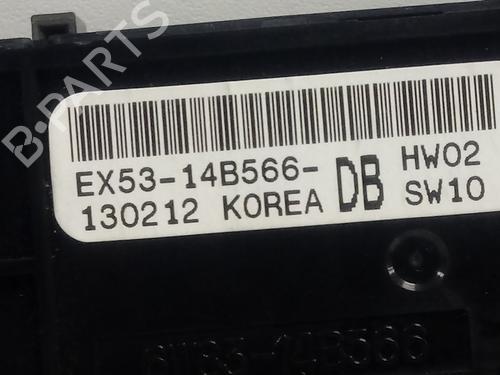 B-PARTS
EX53-14B566- DB HW02
130212 KOREA SW10